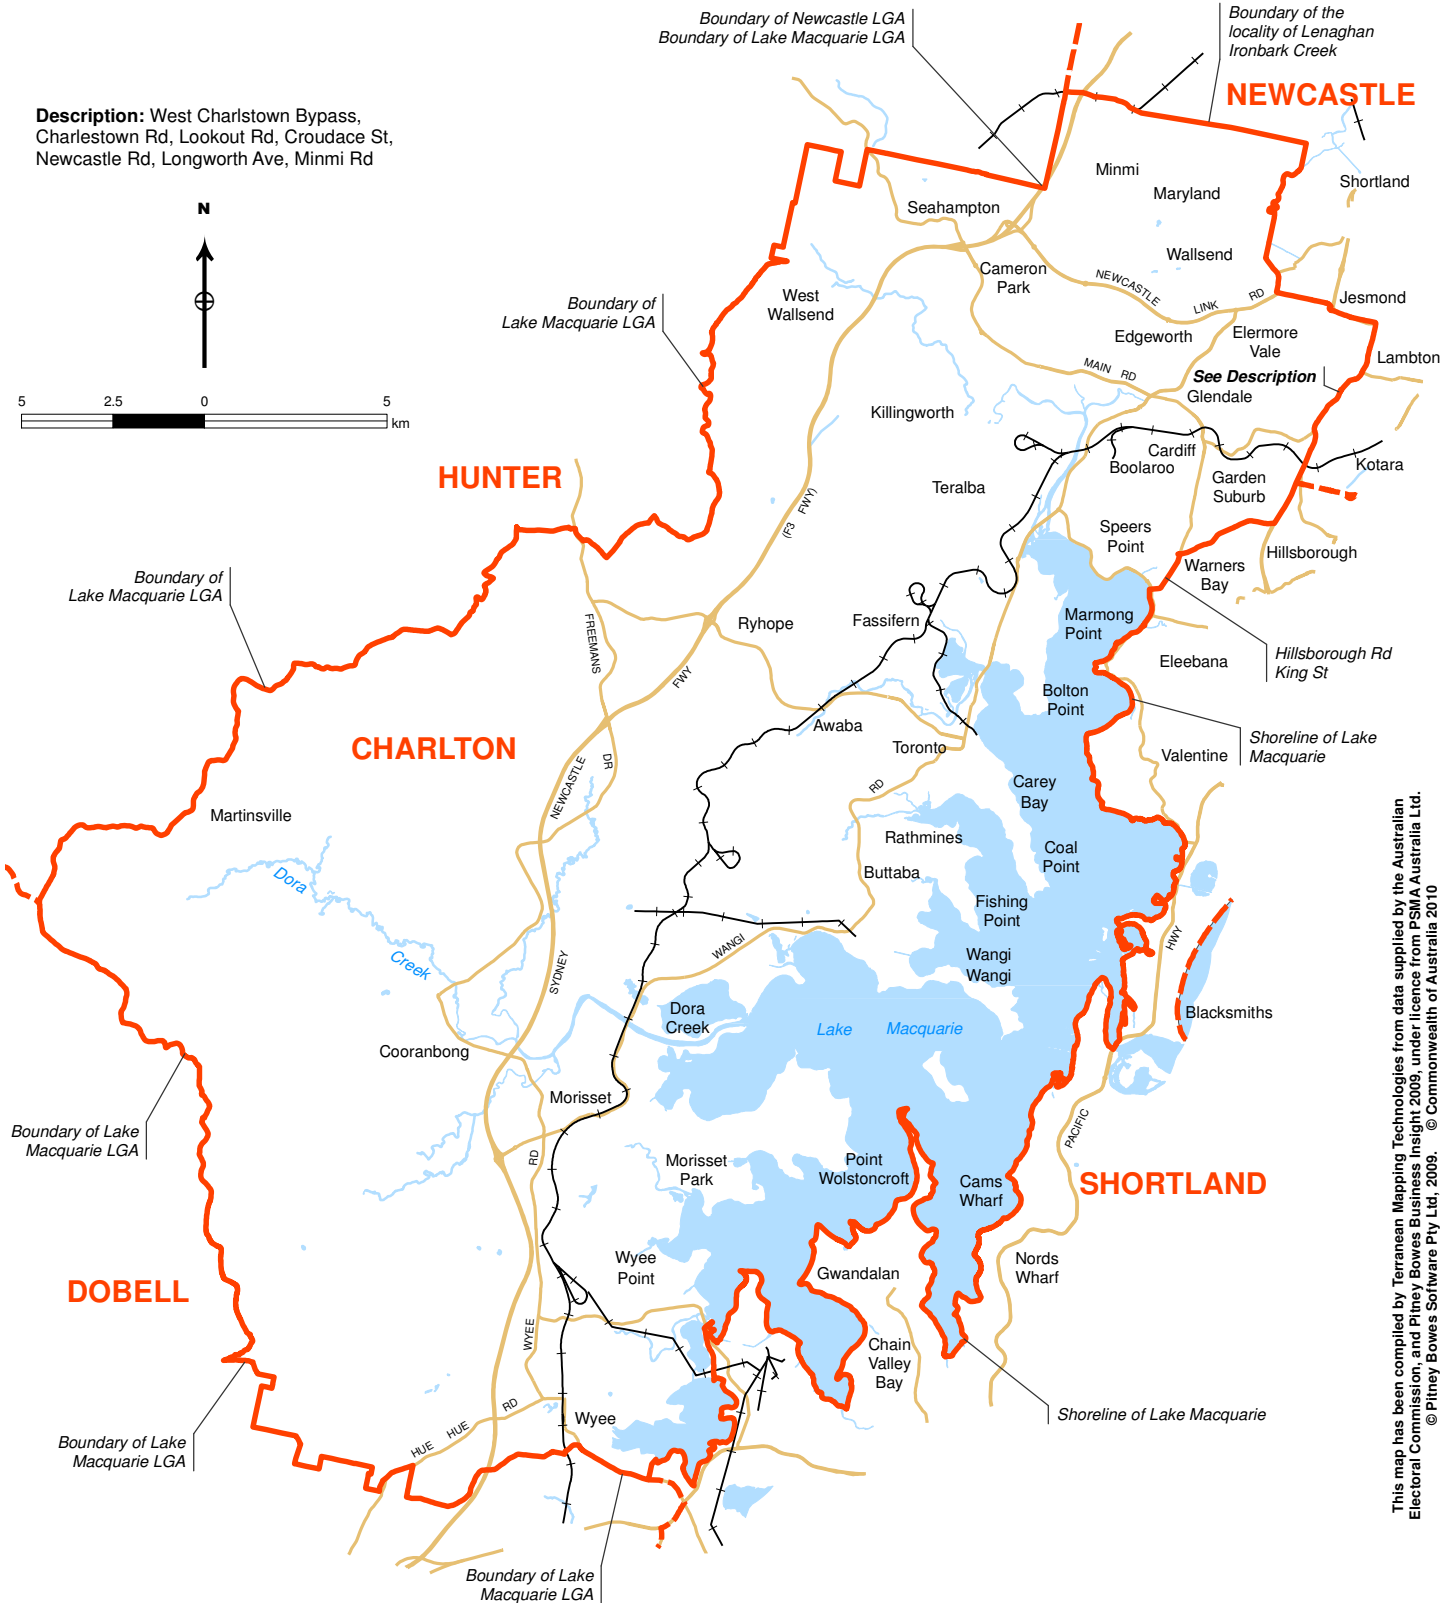 Boundary of Newcastle LGA
Boundary of Lake Macquarie LGA
Boundary of the
locality of Lenaghan
Ironbark Creek
NEWCASTLE
Description: West Charlstown Bypass,
Charlestown Rd, Lookout Rd, Croudace St,
Newcastle Rd, Longworth Ave, Minmi Rd
N
Minmi
Maryland
Shortland
Seahampton
Wallsend
Cameron
Park
NEWCASTLE
LINK
RD
Jesmond
West
Wallsend
Boundary of
Lake Macquarie LGA
Edgeworth
Elermore
Vale
Lambton
MAIN RD
See Description
Glendale
5
2.5
0
5
km
Killingworth
Cardiff
Boolaroo
Kotara
HUNTER
Garden
Suburb
Teralba
(F3 FWY)
Speers
Point
Hillsborough
Warners
Bay
Boundary of
Lake Macquarie LGA
FREEMANS
Ryhope
Fassifern
Marmong
Point
Eleebana
Hillsborough Rd
King St
FWY
Bolton
Point
Awaba
Toronto
Shoreline of Lake
Macquarie
CHARLTON
DR
Valentine
NEWCASTLE
RD
Carey
Bay
Martinsville
Rathmines
Coal
Point
Buttaba
Dora
Fishing
Point
HWY
WANGI
Wangi
Wangi
Creek
SYDNEY
Dora
Creek
Lake Macquarie
Blacksmiths
Cooranbong
Morisset
PACIFIC
Boundary of Lake
Macquarie LGA
RD
Morisset
Park
Point
Wolstoncroft
Cams
Wharf
SHORTLAND
Wyee
Point
Gwandalan
Nords
Wharf
DOBELL
WYEE
Chain
Valley
Bay
HUE HUE RD
Wyee
Shoreline of Lake Macquarie
Boundary of Lake
Macquarie LGA
Boundary of Lake
Macquarie LGA
This map has been compiled by Terranean Mapping Technologies from data supplied by the Australian
Electoral Commission, and Pitney Bowes Business Insight 2009, under licence from PSMA Australia Ltd.
© Pitney Bowes Software Pty Ltd, 2009. © Commonwealth of Australia 2010